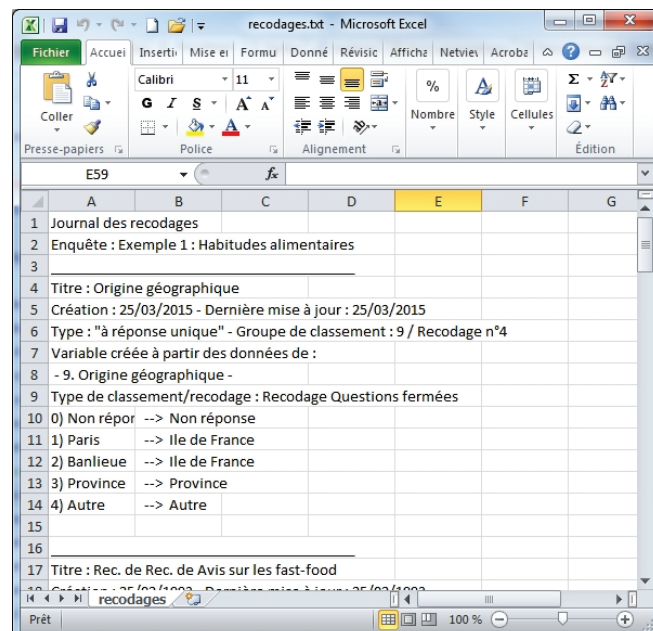 recodages.txt - Microsoft Excel
Fichier Accuei Inserti Mise ei Formu Donné Révisic Affiche Netvie Acroba
Coller
Calibri 11
G I S A A
% Nombre
Style
Cellules
Σ
Presse-papiers Police Alignement Édition
E59 fx
A B C D E F G
1 Journal des recodages
2 Enquête : Exemple 1 : Habitudes alimentaires
3
4 Titre : Origine géographique
5 Création : 25/03/2015 - Dernière mise à jour : 25/03/2015
6 Type : "à réponse unique" - Groupe de classement : 9 / Recodage n°4
7 Variable créée à partir des données de :
8 - 9. Origine géographique -
9 Type de classement/recodage : Recodage Questions fermées
10 0) Non répor --> Non réponse
11 1) Paris --> Ile de France
12 2) Banlieue --> Ile de France
13 3) Province --> Province
14 4) Autre --> Autre
15
16
17 Titre : Rec. de Rec. de Avis sur les fast-food
recodages
Prêt 100 %